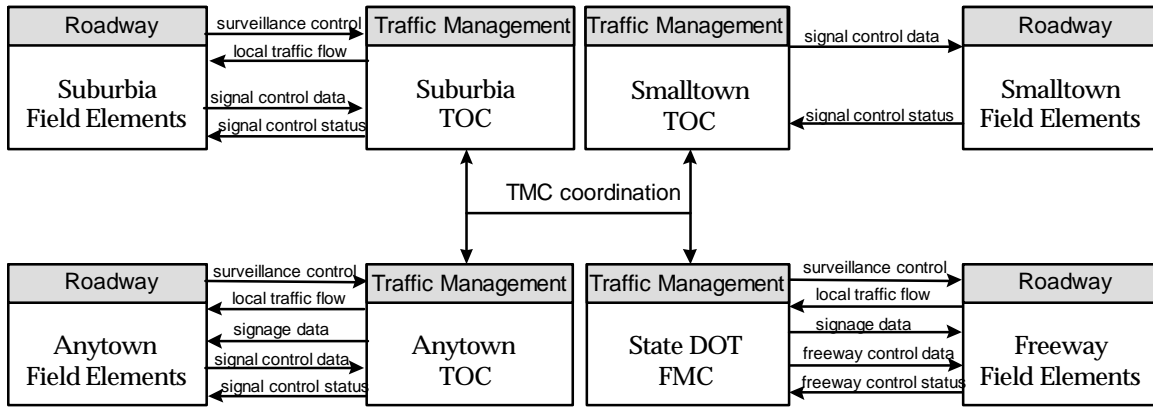 Roadway
surveillance control
Traffic Management
local traffic flow
Suburbia
Field Elements
signal control data
signal control status
Suburbia
TOC
Traffic Management
signal control data
Roadway
Smalltown
TOC
signal control status
Smalltown
Field Elements
TMC coordination
Roadway
surveillance control
Traffic Management
local traffic flow
signage data
Anytown
Field Elements
signal control data
signal control status
Anytown
TOC
Traffic Management
surveillance control
Roadway
local traffic flow
State DOT
FMC
signage data
freeway control data
freeway control status
Freeway
Field Elements